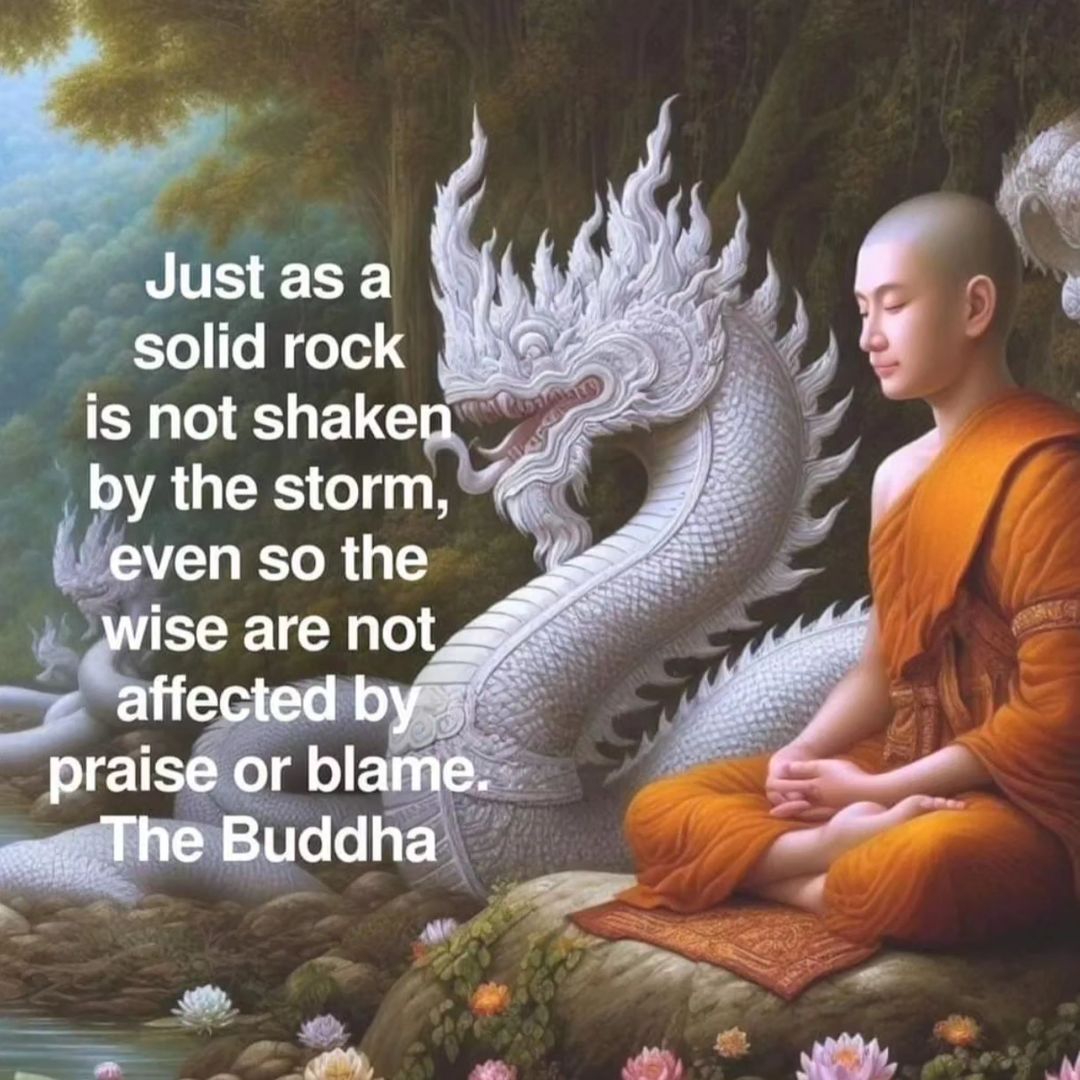 Just as a
solid rock
is not shaken
by the storm,
even so the
wise are not
affected by
praise or blame.
The Buddha